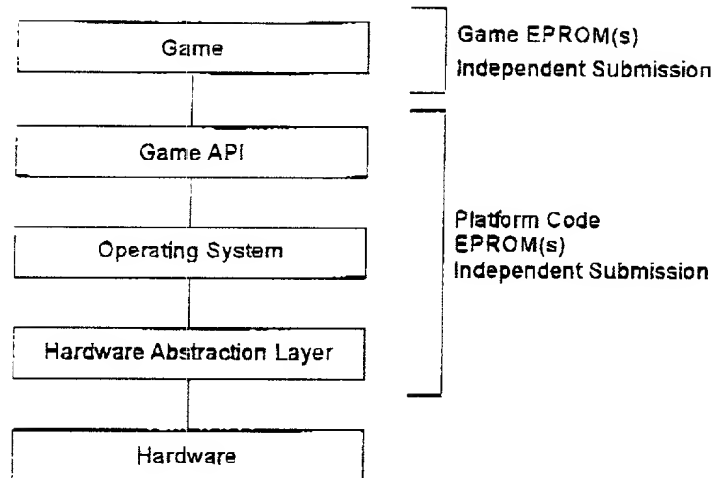 Game
Game EPROM(s)
Independent Submission
Game API
Operating System
Platform Code
EPROM(s)
Independent Submission
Hardware Abstraction Layer
Hardware